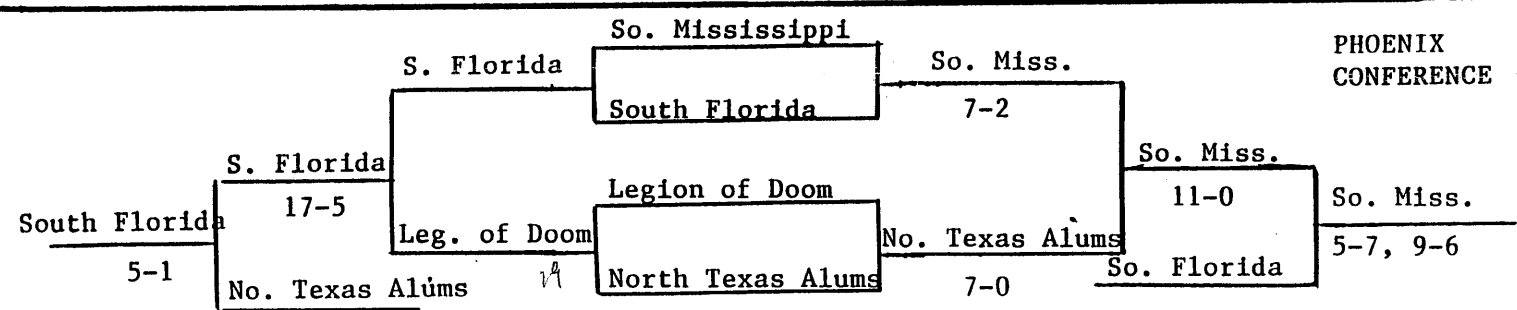 So. Mississippi
PHOENIX
CONFERENCE
S. Florida
So. Miss.
South Florida
7-2
S. Florida
So. Miss.
17-5
Legion of Doom
11-0
So. Miss.
South Florida
Leg. of Doom
No. Texas Alums
5-7, 9-6
5-1
North Texas Alums
7-0
So. Florida
No. Texas Alums